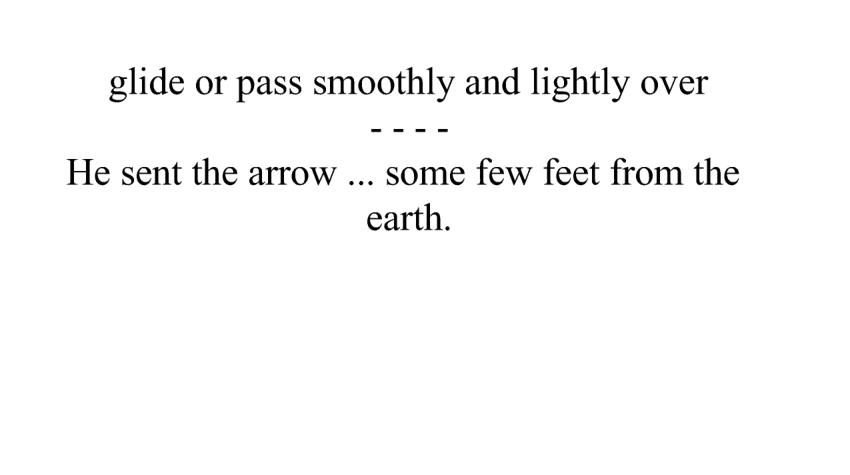 glide or pass smoothly and lightly over
- - - -
He sent the arrow ... some few feet from the
earth.